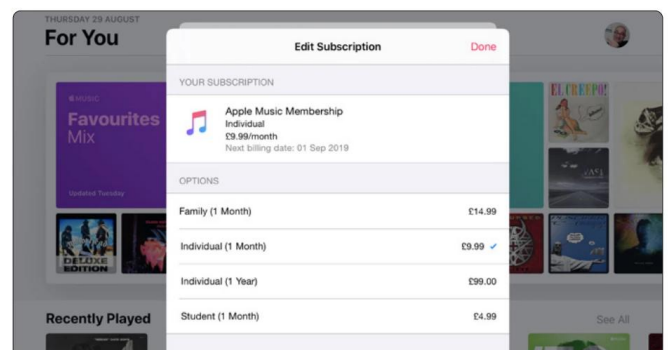 THURSDAY 29 AUGUST
For You
Edit Subscription
Done
YOUR SUBSCRIPTION
Apple Music Membership
Individual
£9.99/month
Next billing date: 01 Sep 2019
OPTIONS
Family (1 Month) £14.99
Individual (1 Month) £9.99 ✓
Individual (1 Year) £99.00
Student (1 Month) £4.99
MUSIC
Favourites
Mix
Updated Tuesday
DELUXE
EDITION
EL CREEPO!
Recently Played
See All